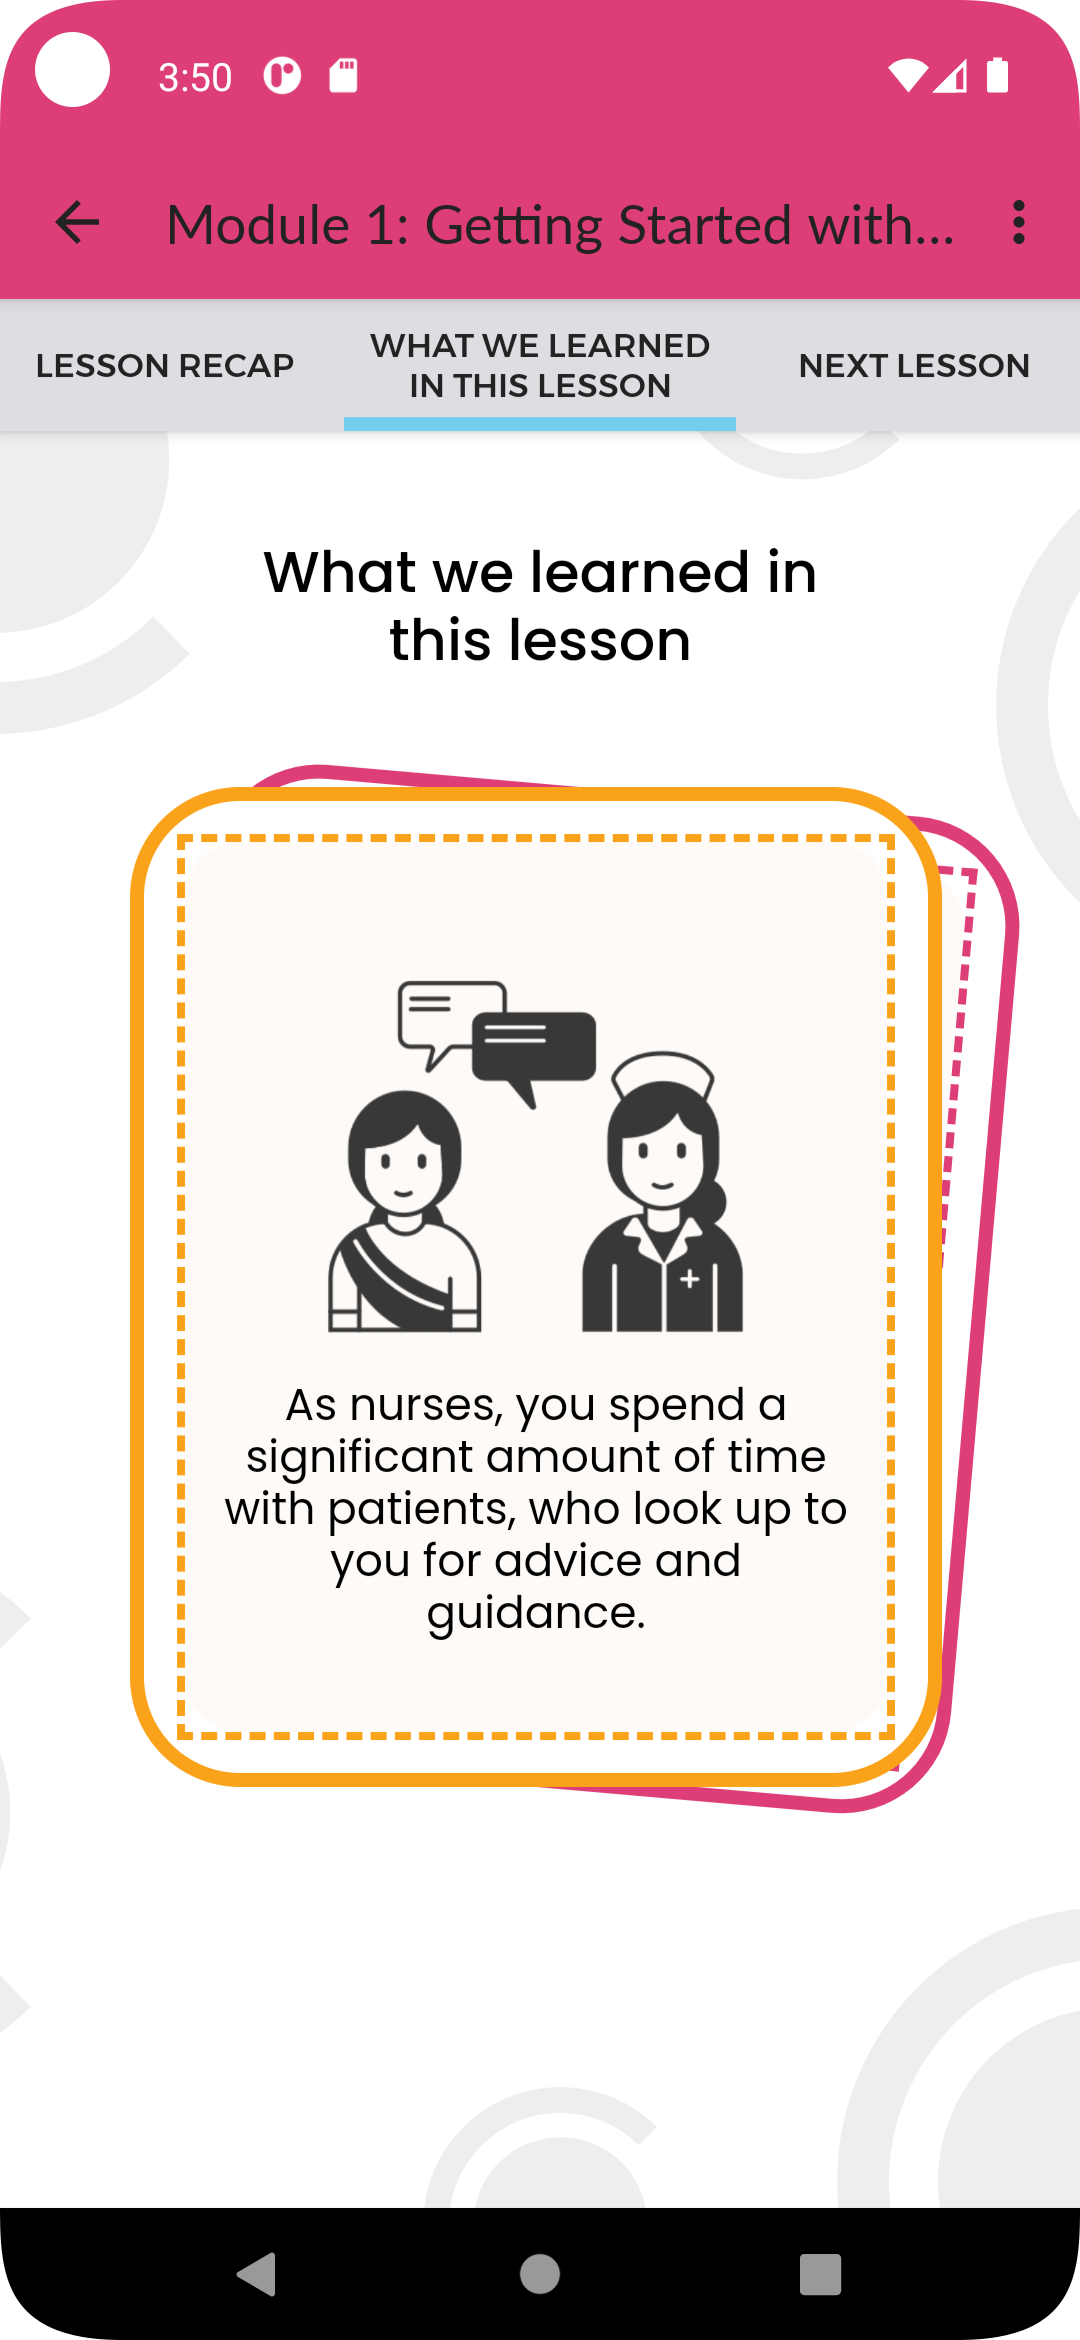 3:50
Module 1: Getting Started with...
LESSON RECAP
WHAT WE LEARNED
IN THIS LESSON
NEXT LESSON
What we learned in
this lesson
As nurses, you spend a
significant amount of time
with patients, who look up to
you for advice and
guidance.